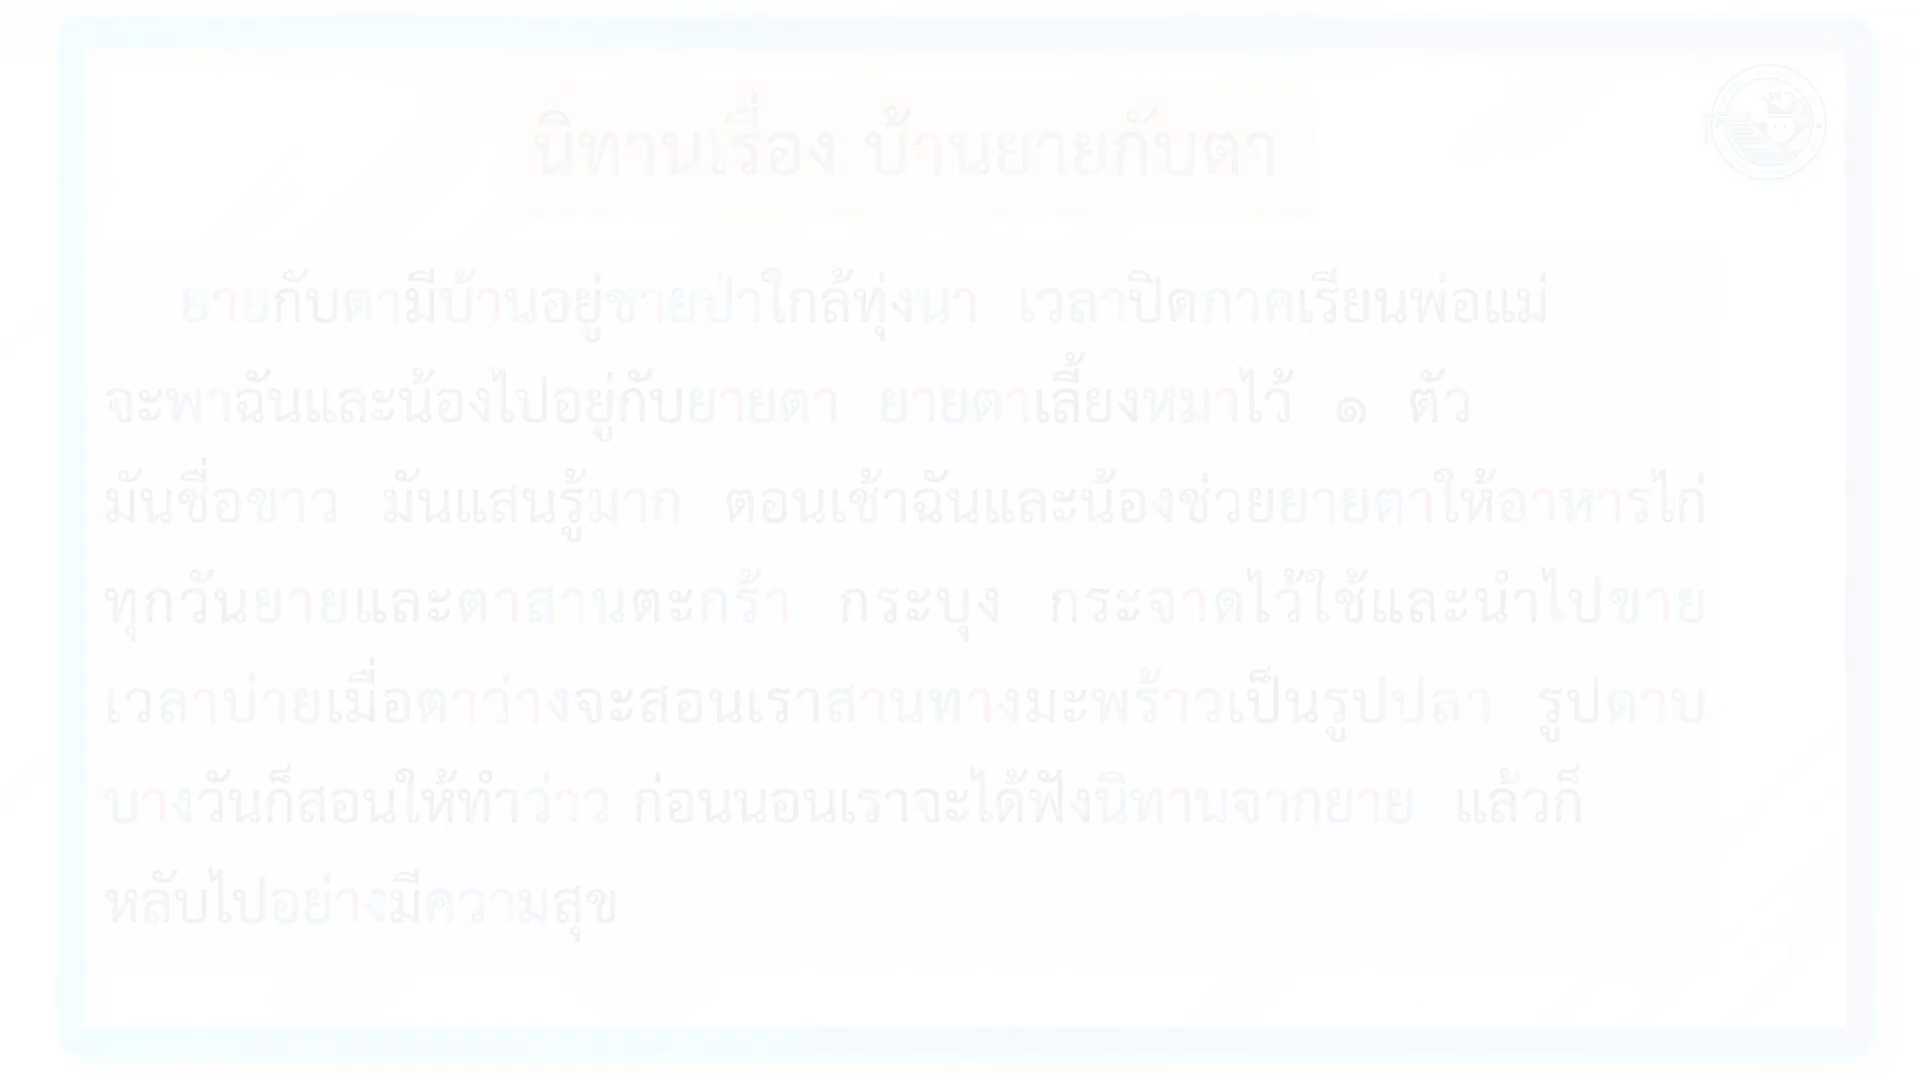 นิทานเรื่อง บ้านยายกับตา
ยายกับตามีบ้านอยู่ชายป่าใกล้ทุ่งนา เวลาปิดภาคเรียนพ่อแม่
จะพาฉันและน้องไปอยู่กับยายตา ยายตาเลี้ยงหมาไว้ ๑ ตัว
มันชื่อขาว มันแสนรู้มาก ตอนเช้าฉันและน้องช่วยยายตาให้อาหารไก่
ทุกวันยายและตาสานตะกร้า กระบุง กระจาดไว้ใช้และนำไปขาย
เวลาบ่ายเมื่อตาว่างจะสอนเราสานทางมะพร้าวเป็นรูปปลา รูปดาบ
บางวันก็สอนให้ทำว่าว ก่อนนอนเราจะได้ฟังนิทานจากยาย แล้วก็
หลับไปอย่างมีความสุข